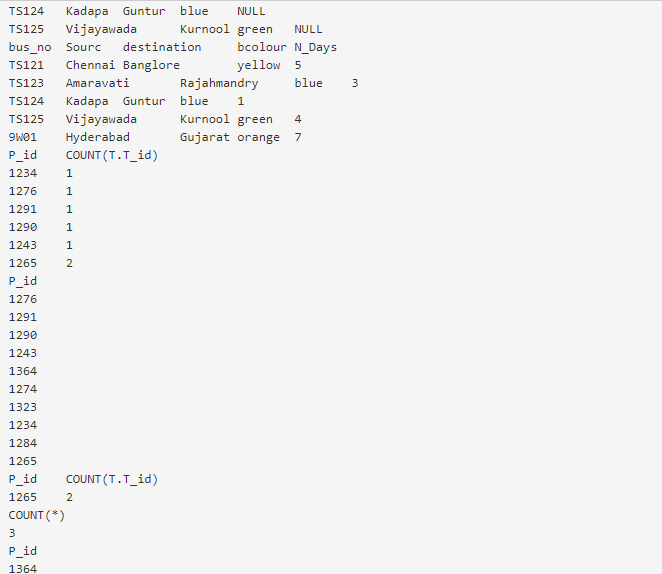 TS124 Kadapa Guntur blue NULL
TS125 Vijayawada Kurnool green NULL
bus_no Sourc destination bcolour N_Days
TS121 Chennai Banglore yellow 5
TS123 Amaravati Rajahmandry blue 3
TS124 Kadapa Guntur blue 1
TS125 Vijayawada Kurnool green 4
9W01 Hyderabad Gujarat orange 7
P_id COUNT(T.T_id)
1234 1
1276 1
1291 1
1290 1
1243 1
1265 2
P_id
1276
1291
1290
1243
1364
1274
1323
1234
1284
1265
P_id COUNT(T.T_id)
1265 2
COUNT(*)
3
P_id
1364